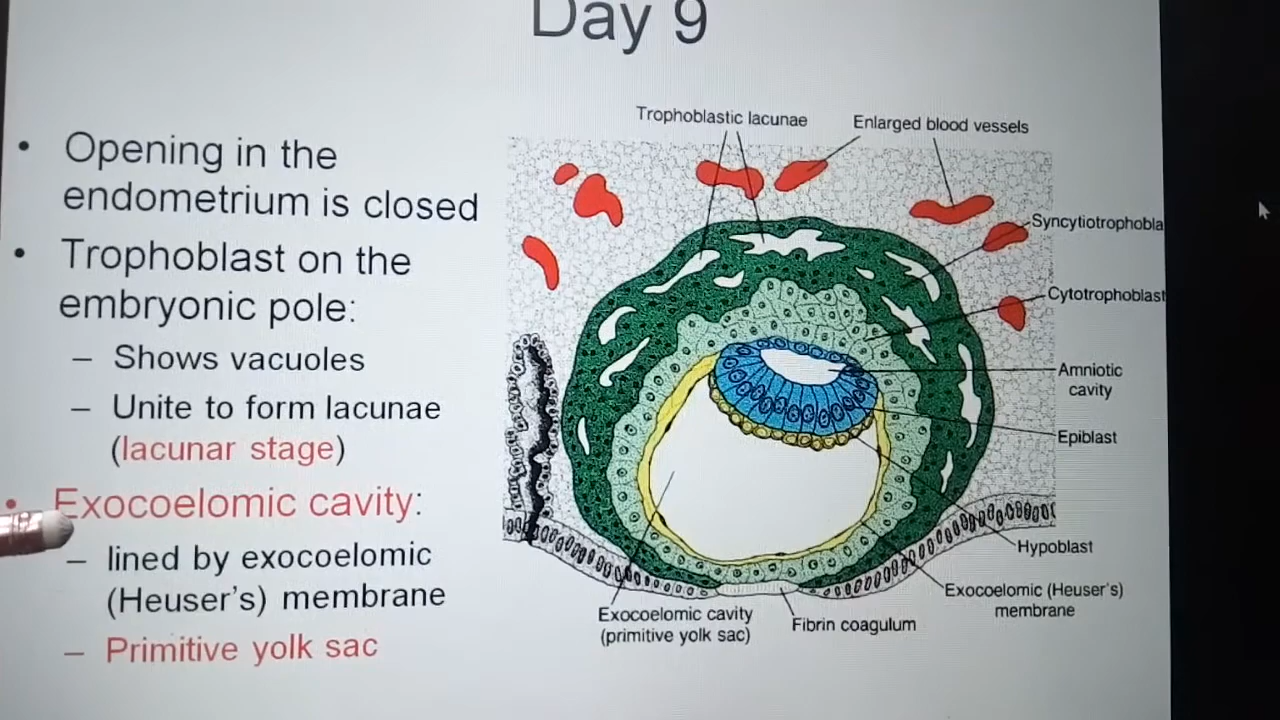 Day 9
• Opening in the
endometrium is closed
• Trophoblast on the
embryonic pole:
– Shows vacuoles
– Unite to form lacunae
(lacunar stage)
• Exocoelomic cavity:
– lined by exocoelomic
(Heuser's) membrane
– Primitive yolk sac
Trophoblastic lacunae
Enlarged blood vessels
Syncytiotrophobla
Cytotrophoblast
Amniotic
cavity
Epiblast
Hypoblast
Exocoelomic (Heuser's)
membrane
Fibrin coagulum
Exocoelomic cavity
(primitive yolk sac)